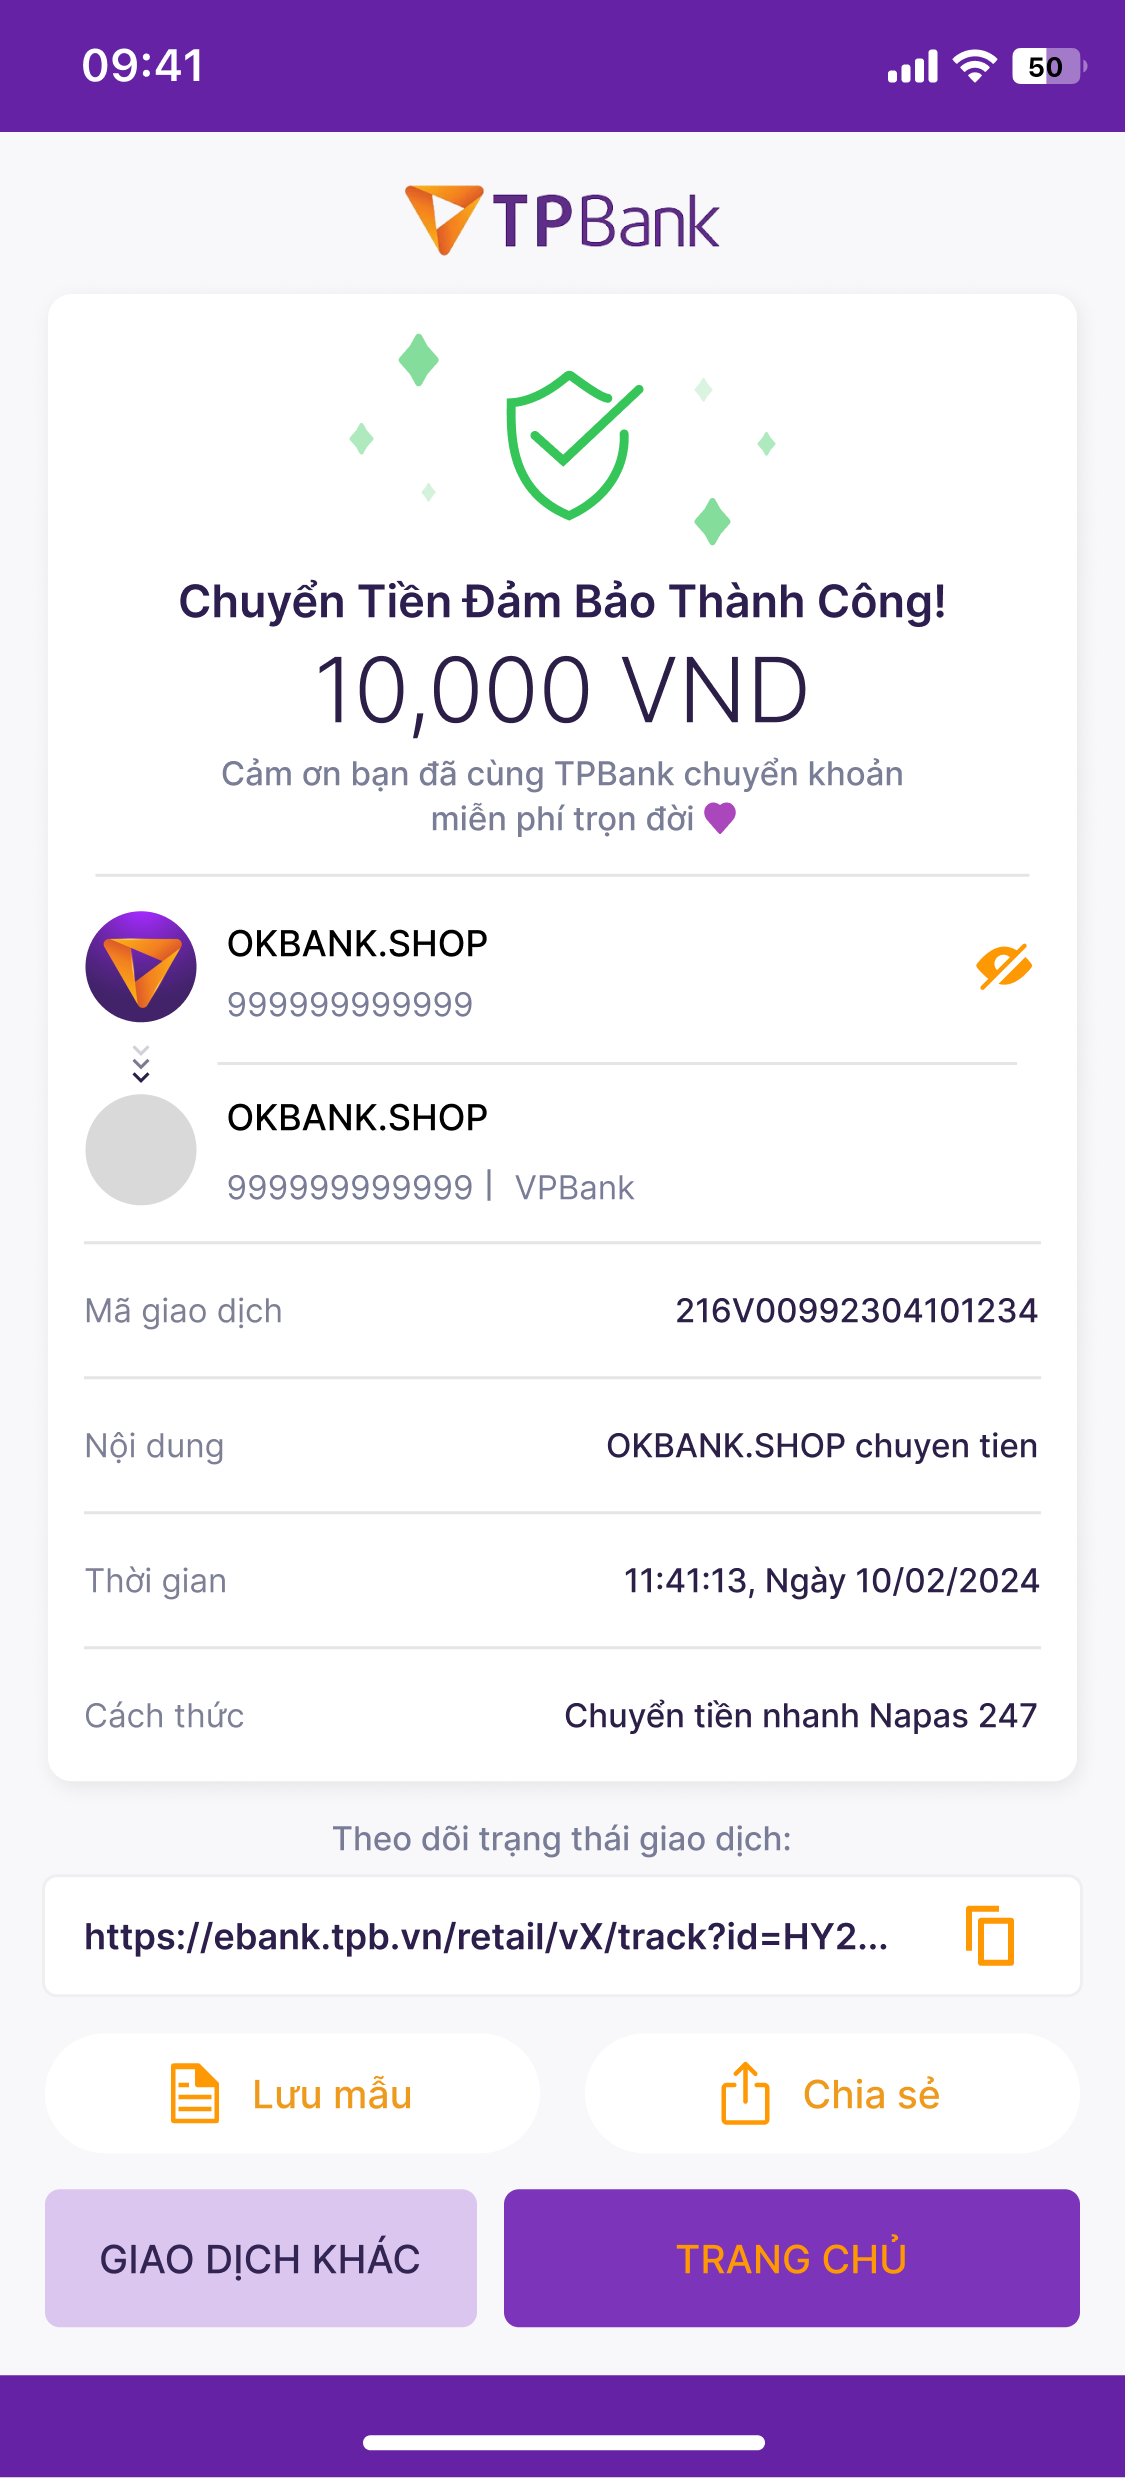 09:41
50
TPBank
Chuyển Tiền Đảm Bảo Thành Công!
10,000 VND
Cảm ơn bạn đã cùng TPBank chuyển khoản
miễn phí trọn đời
OKBANK.SHOP
999999999999
OKBANK.SHOP
999999999999 | VPBank
Mã giao dịch 216V00992304101234
Nội dung OKBANK.SHOP chuyen tien
Thời gian 11:41:13, Ngày 10/02/2024
Cách thức Chuyển tiền nhanh Napas 247
Theo dõi trạng thái giao dịch:
https://ebank.tpb.vn/retail/vX/track?id=HY2...
Lưu mẫu Chia sẻ
GIAO DỊCH KHÁC TRANG CHỦ